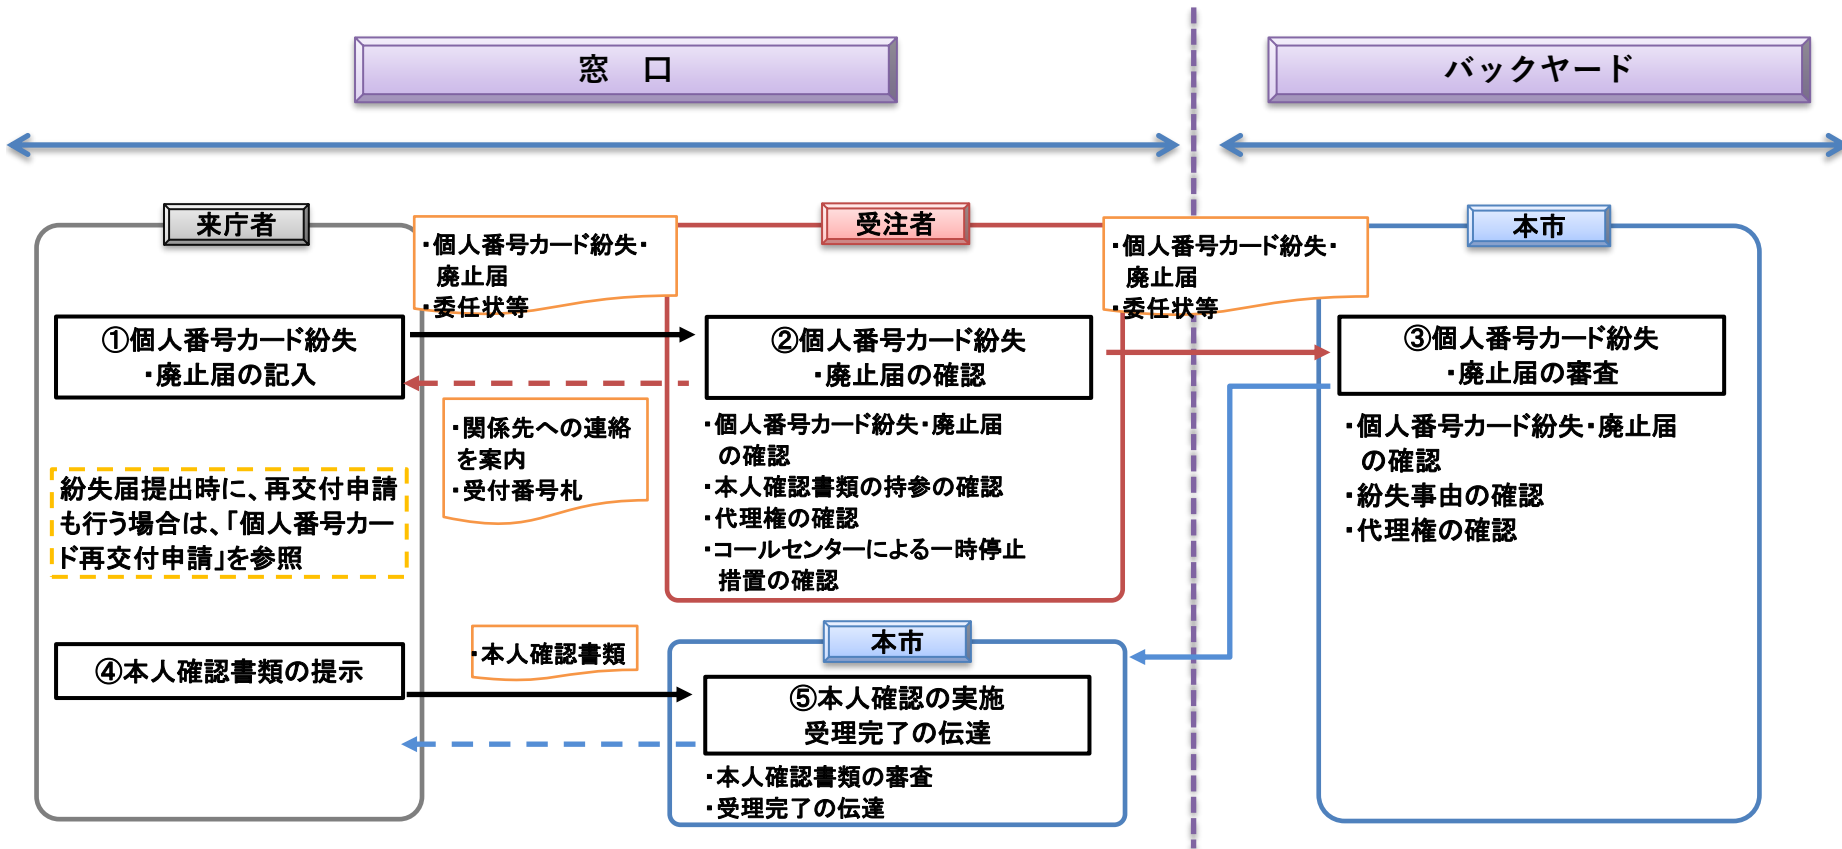 窓　口
バックヤード
来庁者
受注者
本市
・個人番号カード紛失・
廃止届
・委任状等
・個人番号カード紛失・
廃止届
・委任状等
①個人番号カード紛失
・廃止届の記入
②個人番号カード紛失
・廃止届の確認
③個人番号カード紛失
・廃止届の審査
・関係先への連絡
を案内
・受付番号札
・個人番号カード紛失・廃止届
の確認
・本人確認書類の持参の確認
・代理権の確認
・コールセンターによる一時停止
措置の確認
・個人番号カード紛失・廃止届
の確認
・紛失事由の確認
・代理権の確認
紛失届提出時に、再交付申請
も行う場合は、「個人番号カー
ド再交付申請」を参照
④本人確認書類の提示
・本人確認書類
本市
⑤本人確認の実施
受理完了の伝達
・本人確認書類の審査
・受理完了の伝達